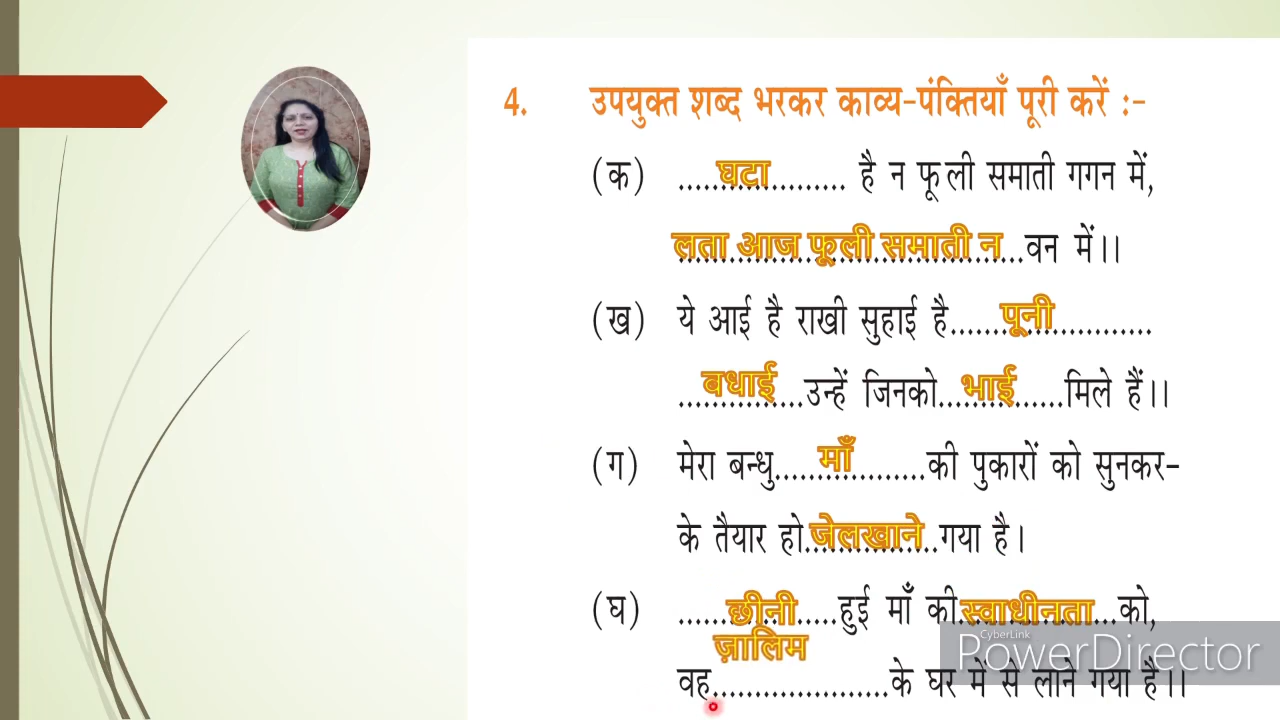 4. उपयुक्त शब्द भरकर काव्य-पंक्तियाँ पूरी करें :-
(क) .....घटा......... है न फूली समाती गगन में,
लता आज फूली समाती न...वन में।।
(ख) ये आई है राखी सुहाई है......पूनी............
...बधाई...उन्हें जिनको...भाई......मिले हैं।।
(ग) मेरा बन्धु.....माँ........की पुकारों को सुनकर-
के तैयार हो.जेलखाने..गया है।
(घ) ......छीनी.....हुई माँ की.स्वाधीनता...को,
ज़ालिम
वह.....................के घर में से लाने गया है।।
CyberLink
PowerDirector